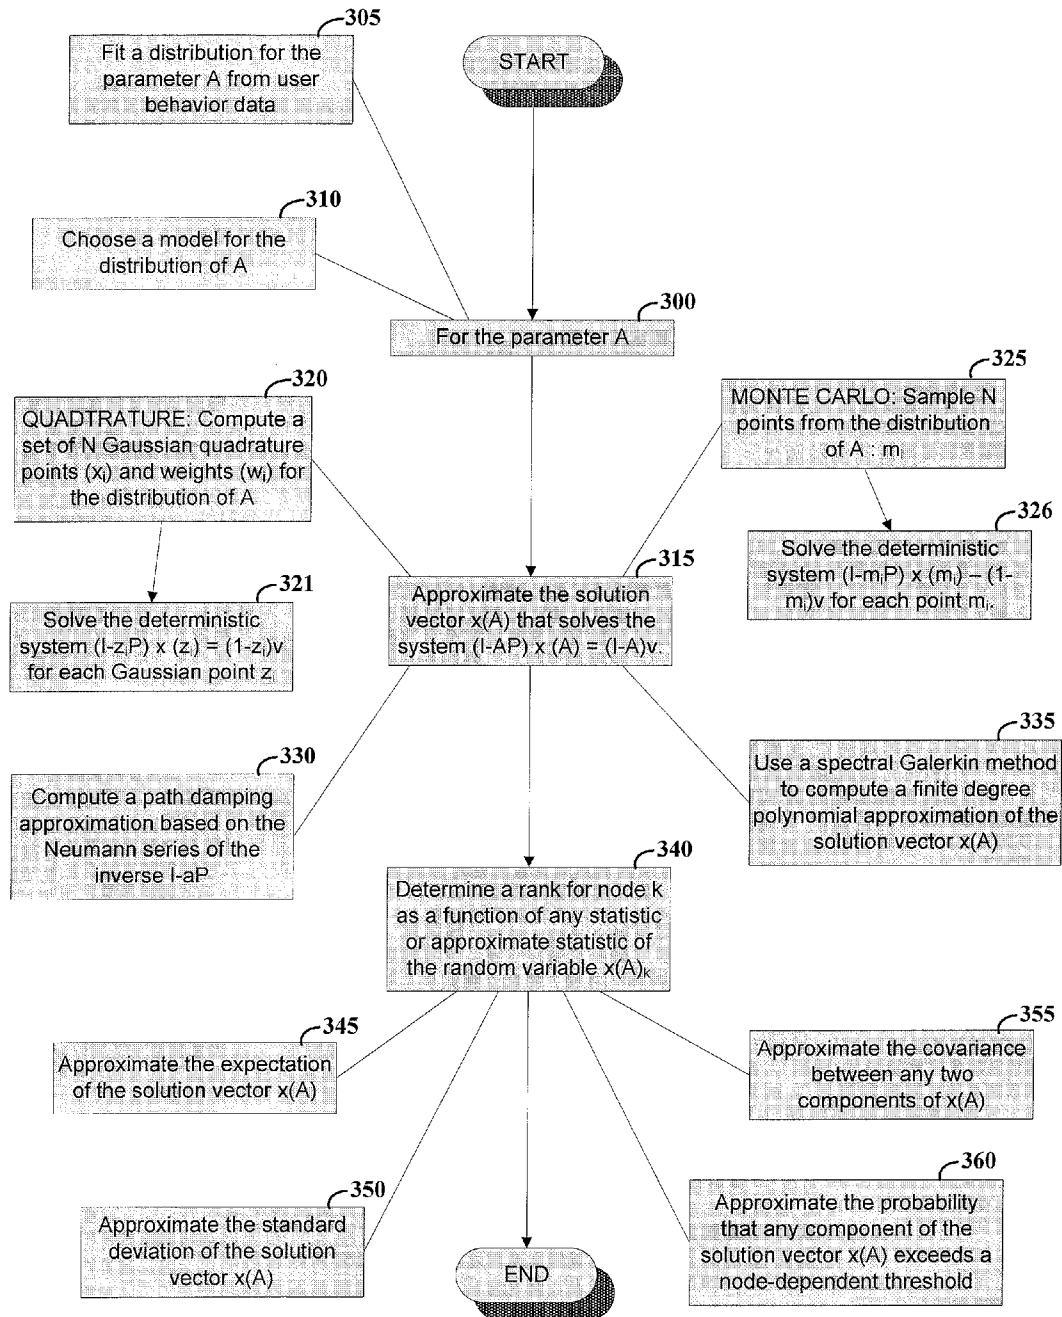 305
Fit a distribution for the
parameter A from user
behavior data
START
310
Choose a model for the
distribution of A
300
For the parameter A
320
QUADTRATURE: Compute a
set of N Gaussian quadrature
points (xᵢ) and weights (wᵢ) for
the distribution of A
325
MONTE CARLO: Sample N
points from the distribution
of A : mᵢ
321
Solve the deterministic
system (I-zᵢP) x (zᵢ) = (1-zᵢ)v
for each Gaussian point zᵢ
315
Approximate the solution
vector x(A) that solves the
system (I-AP) x (A) = (I-A)v.
326
Solve the deterministic
system (I-mᵢP) x (mᵢ) – (1-
mᵢ)v for each point mᵢ.
330
Compute a path damping
approximation based on the
Neumann series of the
inverse I-aP
335
Use a spectral Galerkin method
to compute a finite degree
polynomial approximation of the
solution vector x(A)
340
Determine a rank for node k
as a function of any statistic
or approximate statistic of
the random variable x(A)ₖ
345
Approximate the expectation
of the solution vector x(A)
355
Approximate the covariance
between any two
components of x(A)
350
Approximate the standard
deviation of the solution
vector x(A)
END
360
Approximate the probability
that any component of the
solution vector x(A) exceeds a
node-dependent threshold